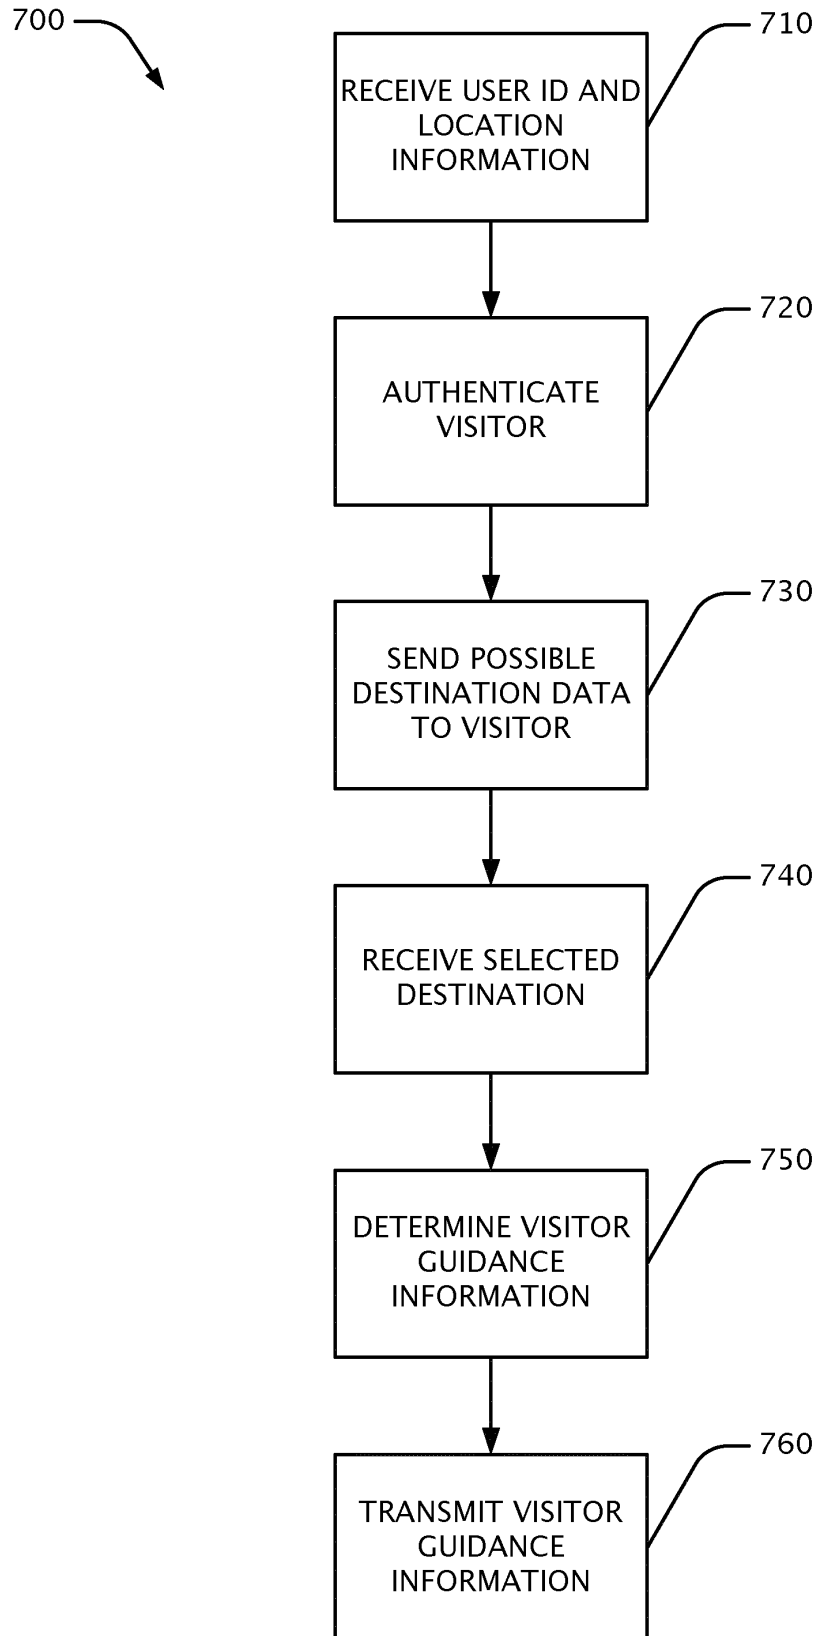 700
710
RECEIVE USER ID AND
LOCATION
INFORMATION
720
AUTHENTICATE
VISITOR
730
SEND POSSIBLE
DESTINATION DATA
TO VISITOR
740
RECEIVE SELECTED
DESTINATION
750
DETERMINE VISITOR
GUIDANCE
INFORMATION
760
TRANSMIT VISITOR
GUIDANCE
INFORMATION